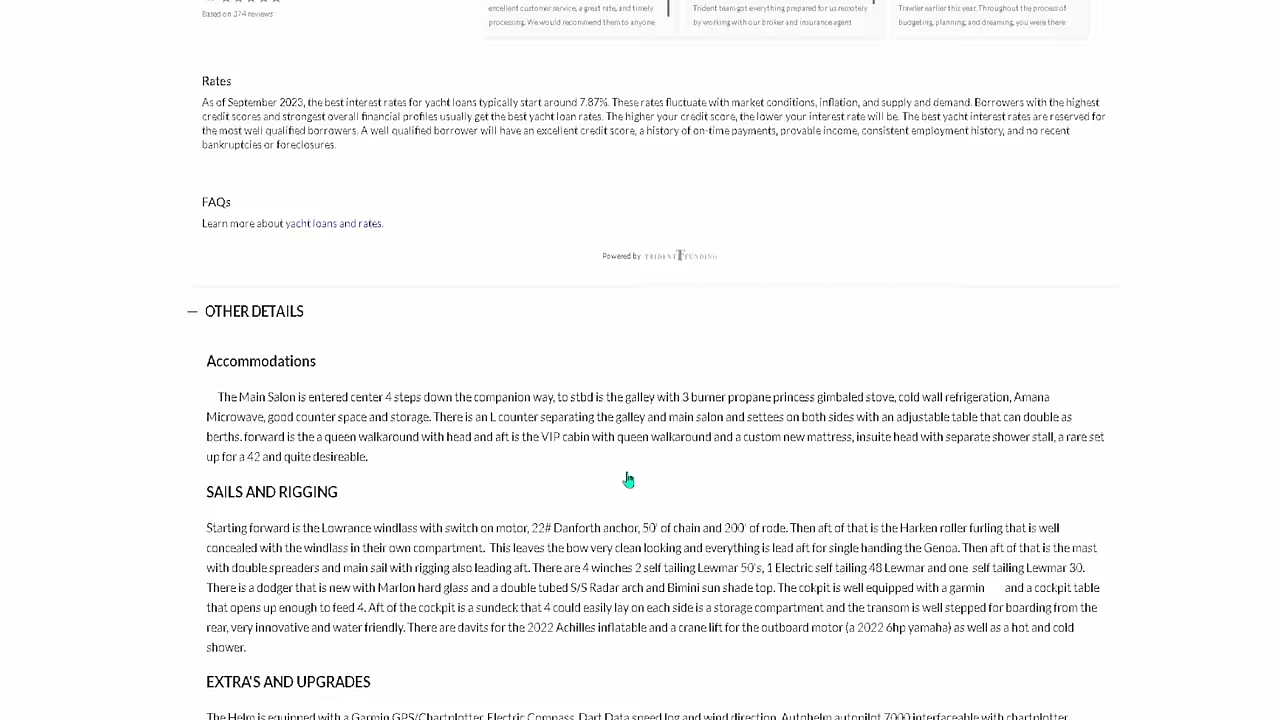 Based on 374 reviews
excellent customer service, a great rate, and timely
processing. We would recommend them to anyone
Trident team got everything prepared for us remotely
by working with our broker and insurance agent
Trawler earlier this year. Throughout the process of
budgeting, planning, and dreaming, you were there
Rates
As of September 2023, the best interest rates for yacht loans typically start around 7.87%. These rates fluctuate with market conditions, inflation, and supply and demand. Borrowers with the highest
credit scores and strongest overall financial profiles usually get the best yacht loan rates. The higher your credit score, the lower your interest rate will be. The best yacht interest rates are reserved for
the most well qualified borrowers. A well qualified borrower will have an excellent credit score, a history of on-time payments, provable income, consistent employment history, and no recent
bankruptcies or foreclosures.
FAQs
Learn more about yacht loans and rates.
Powered by TRIDENT FUNDING
— OTHER DETAILS
Accommodations
The Main Salon is entered center 4 steps down the companion way, to stbd is the galley with 3 burner propane princess gimbaled stove, cold wall refrigeration, Amana
Microwave, good counter space and storage. There is an L counter separating the galley and main salon and settees on both sides with an adjustable table that can double as
berths. forward is the a queen walkaround with head and aft is the VIP cabin with queen walkaround and a custom new mattress, insuite head with separate shower stall, a rare set
up for a 42 and quite desireable.
SAILS AND RIGGING
Starting forward is the Lowrance windlass with switch on motor, 22# Danforth anchor, 50' of chain and 200' of rode. Then aft of that is the Harken roller furling that is well
concealed with the windlass in their own compartment. This leaves the bow very clean looking and everything is lead aft for single handing the Genoa. Then aft of that is the mast
with double spreaders and main sail with rigging also leading aft. There are 4 winches 2 self tailing Lewmar 50's, 1 Electric self tailing 48 Lewmar and one self tailing Lewmar 30.
There is a dodger that is new with Marlon hard glass and a double tubed S/S Radar arch and Bimini sun shade top. The cokpit is well equipped with a garmin and a cockpit table
that opens up enough to feed 4. Aft of the cockpit is a sundeck that 4 could easily lay on each side is a storage compartment and the transom is well stepped for boarding from the
rear, very innovative and water friendly. There are davits for the 2022 Achilles inflatable and a crane lift for the outboard motor (a 2022 6hp yamaha) as well as a hot and cold
shower.
EXTRA'S AND UPGRADES
The Helm is equipped with a Garmin GPS/Chartplotter, Electric Compass, Dart Data speed log and wind direction, Autohelm autopilot 7000 interfaceable with chartplotter,